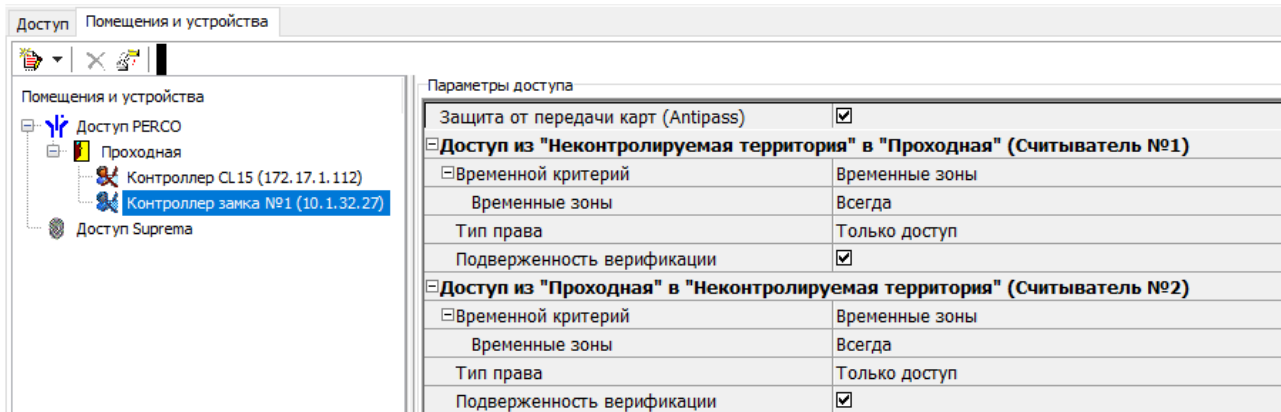 Доступ Помещения и устройства
Помещения и устройства
Доступ PERCO
Проходная
Контроллер CL15 (172.17.1.112)
Контроллер замка №1 (10.1.32.27)
Доступ Suprema
Параметры доступа
Защита от передачи карт (Antipass)
Доступ из "Неконтролируемая территория" в "Проходная" (Считыватель №1)
Временной критерий Временные зоны
Временные зоны Всегда
Тип права Только доступ
Подверженность верификации
Доступ из "Проходная" в "Неконтролируемая территория" (Считыватель №2)
Временной критерий Временные зоны
Временные зоны Всегда
Тип права Только доступ
Подверженность верификации